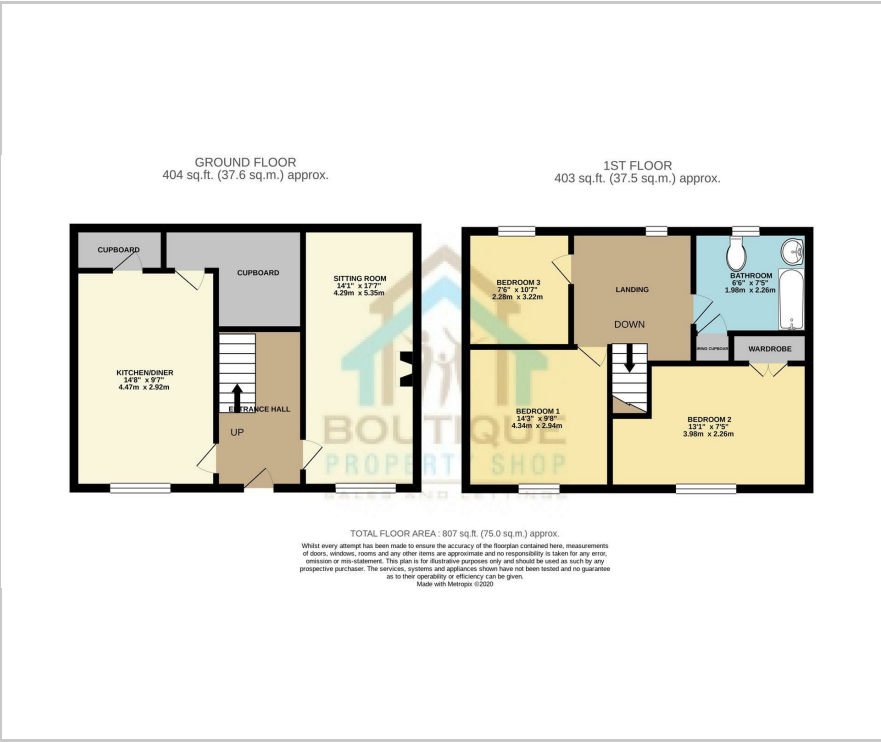 GROUND FLOOR
404 sq.ft. (37.6 sq.m.) approx.
1ST FLOOR
403 sq.ft. (37.5 sq.m.) approx.
CUPBOARD
CUPBOARD
SITTING ROOM
14'1" x 17'7"
4.29m x 5.35m
KITCHEN/DINER
14'8" x 9'7"
4.47m x 2.92m
ENTRANCE HALL
UP
BEDROOM 3
7'6" x 10'7"
2.28m x 3.22m
LANDING
DOWN
BATHROOM
6'6" x 7'5"
1.98m x 2.26m
CUPBOARD
WARDROBE
BEDROOM 1
14'3" x 9'8"
4.34m x 2.94m
BEDROOM 2
13'1" x 7'5"
3.98m x 2.26m
BOUTIQUE
PROPERTY SHOP
SALES AND LETTINGS
TOTAL FLOOR AREA : 807 sq.ft. (75.0 sq.m.) approx.
Whilst every attempt has been made to ensure the accuracy of the floorplan contained here, measurements
of doors, windows, rooms and any other items are approximate and no responsibility is taken for any error,
omission or mis-statement. This plan is for illustrative purposes only and should be used as such by any
prospective purchaser. The services, systems and appliances shown have not been tested and no guarantee
as to their operability or efficiency can be given.
Made with Metropix ©2020